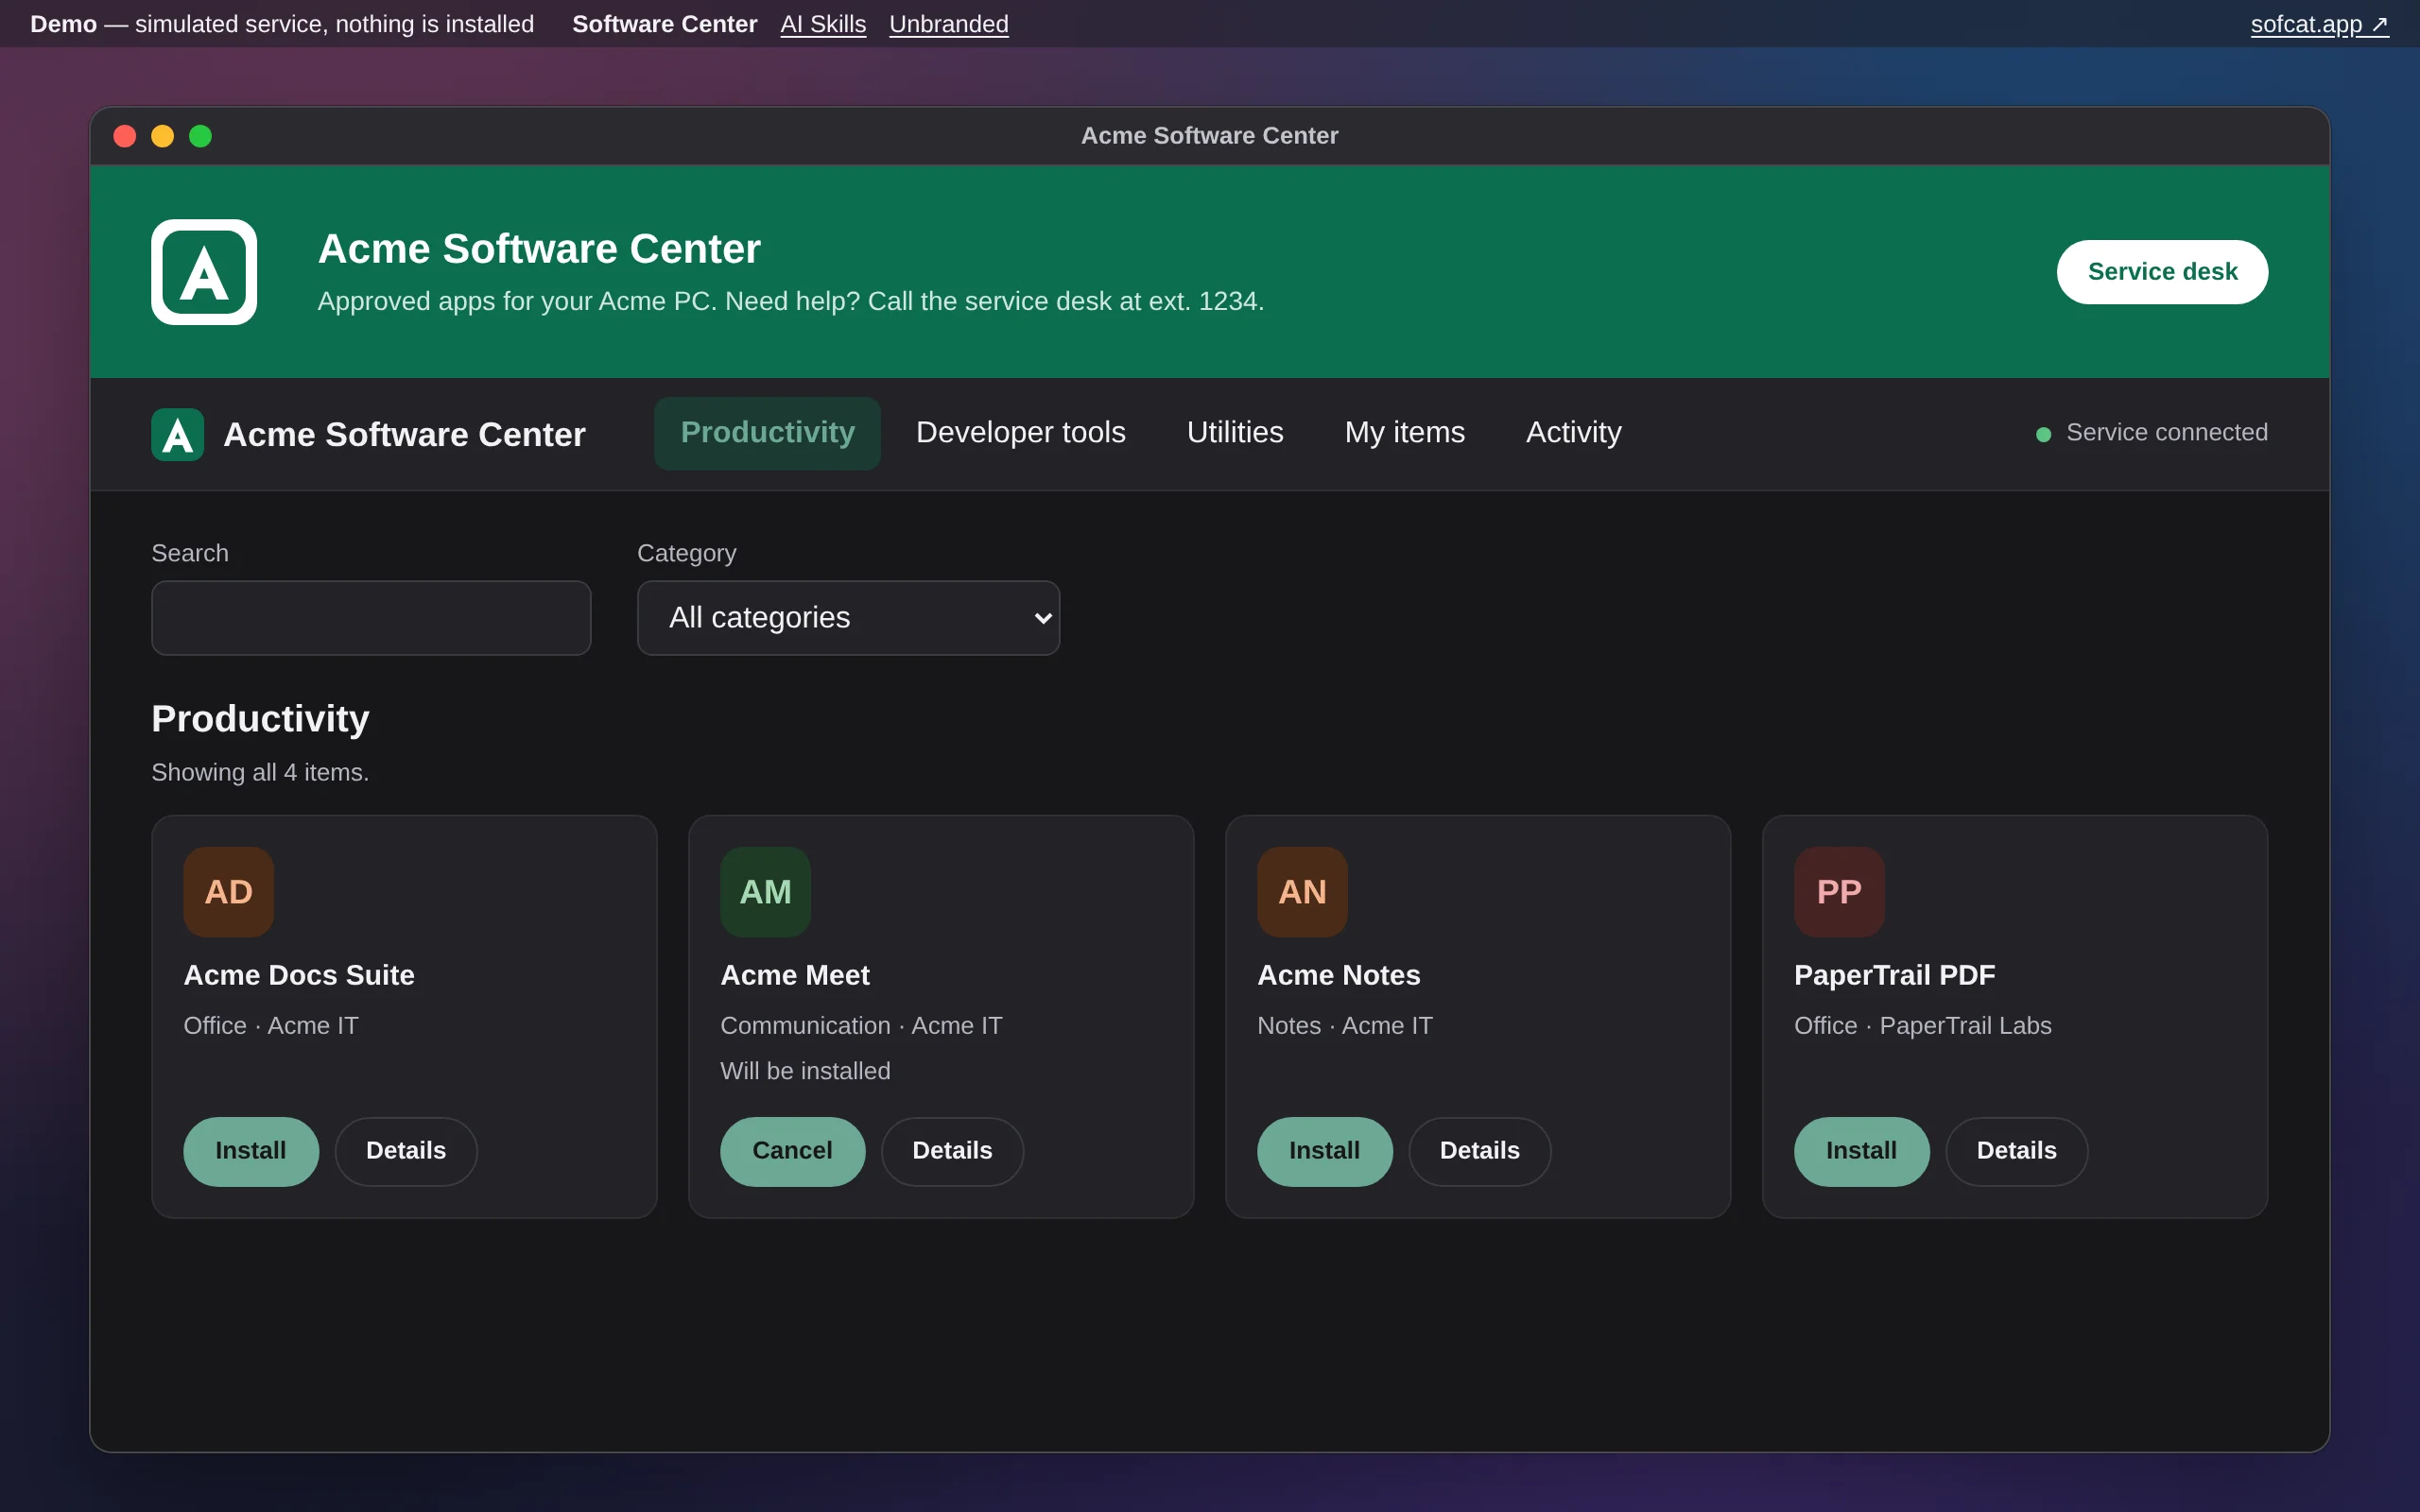 Demo — simulated service, nothing is installed Software Center AI Skills Unbranded sofcat.app ↗
Acme Software Center
Acme Software Center
Approved apps for your Acme PC. Need help? Call the service desk at ext. 1234.
Service desk
Acme Software Center Productivity Developer tools Utilities My items Activity Service connected
Search Category
All categories
Productivity
Showing all 4 items.
AD AM AN PP
Acme Docs Suite Acme Meet Acme Notes PaperTrail PDF
Office · Acme IT Communication · Acme IT Notes · Acme IT Office · PaperTrail Labs
Will be installed
Install Details Cancel Details Install Details Install Details